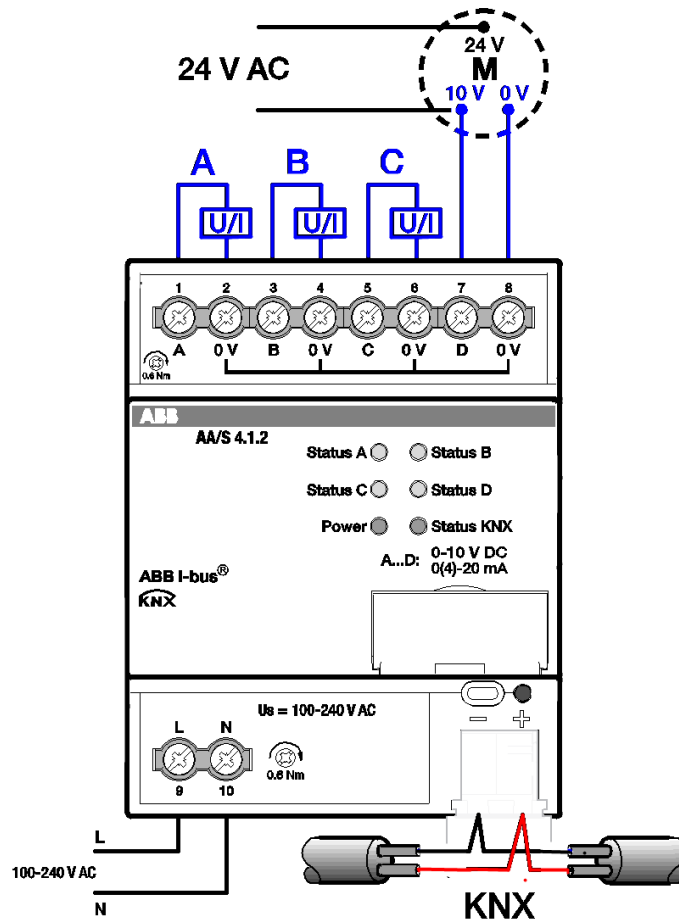 24 V
24 V AC
M
10 V 0 V
A B C
U/I U/I U/I
1 2 3 4 5 6 7 8
A 0 V B 0 V C 0 V D 0 V
0.6 Nm
ABB
AA/S 4.1.2
Status A Status B
Status C Status D
Power Status KNX
A...D: 0-10 V DC
0(4)-20 mA
ABB i-bus®
KNX
Us = 100-240 V AC
L N
− +
0.6 Nm
9 10
L
100-240 V AC
N
KNX